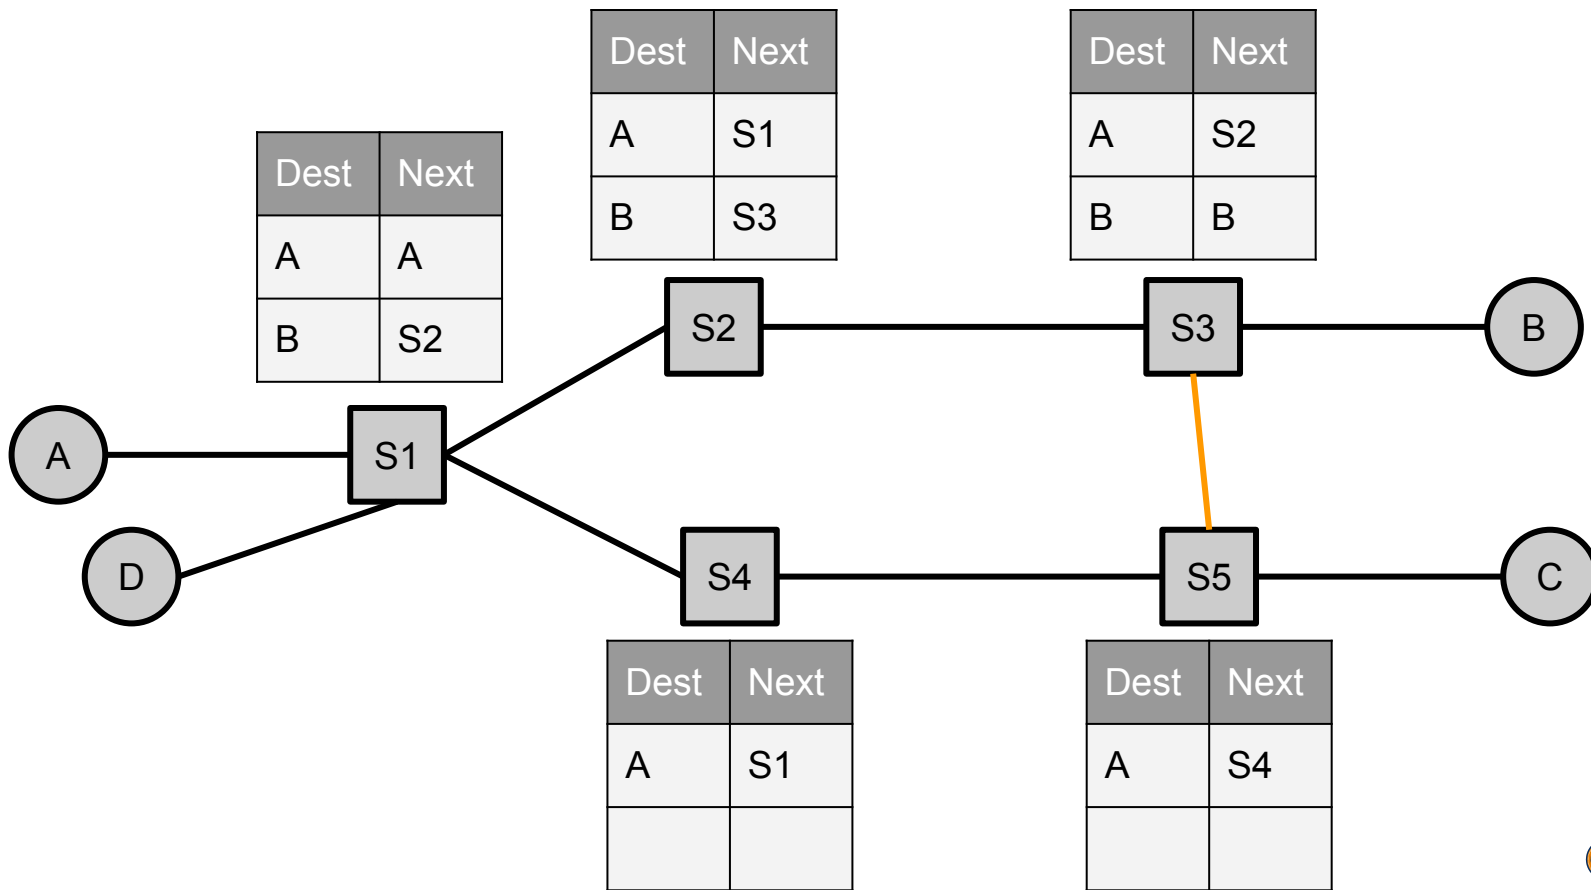 Dest Next
A S1
B S3
Dest Next
A S2
B B
Dest Next
A A
B S2
S2
S3
B
A
S1
D
S4
S5
C
Dest Next
A S1
Dest Next
A S4